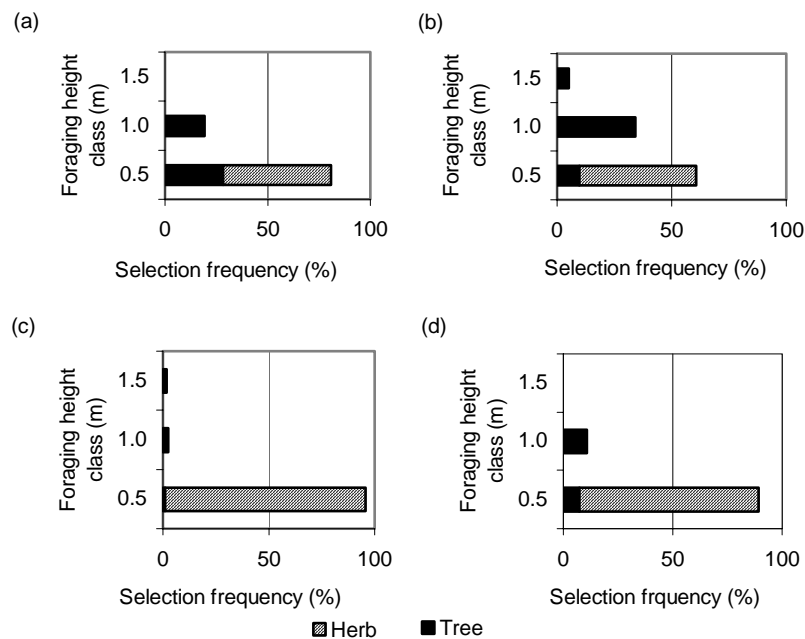 (a)
Foraging height
class (m)
1.5
1.0
0.5
0 50 100
Selection frequency (%)
(b)
Foraging height
class (m)
1.5
1.0
0.5
0 50 100
Selection frequency (%)
(c)
Foraging height
class (m)
1.5
1.0
0.5
0 50 100
Selection frequency (%)
(d)
Foraging height
class (m)
1.5
1.0
0.5
0 50 100
Selection frquency (%)
Herb Tree